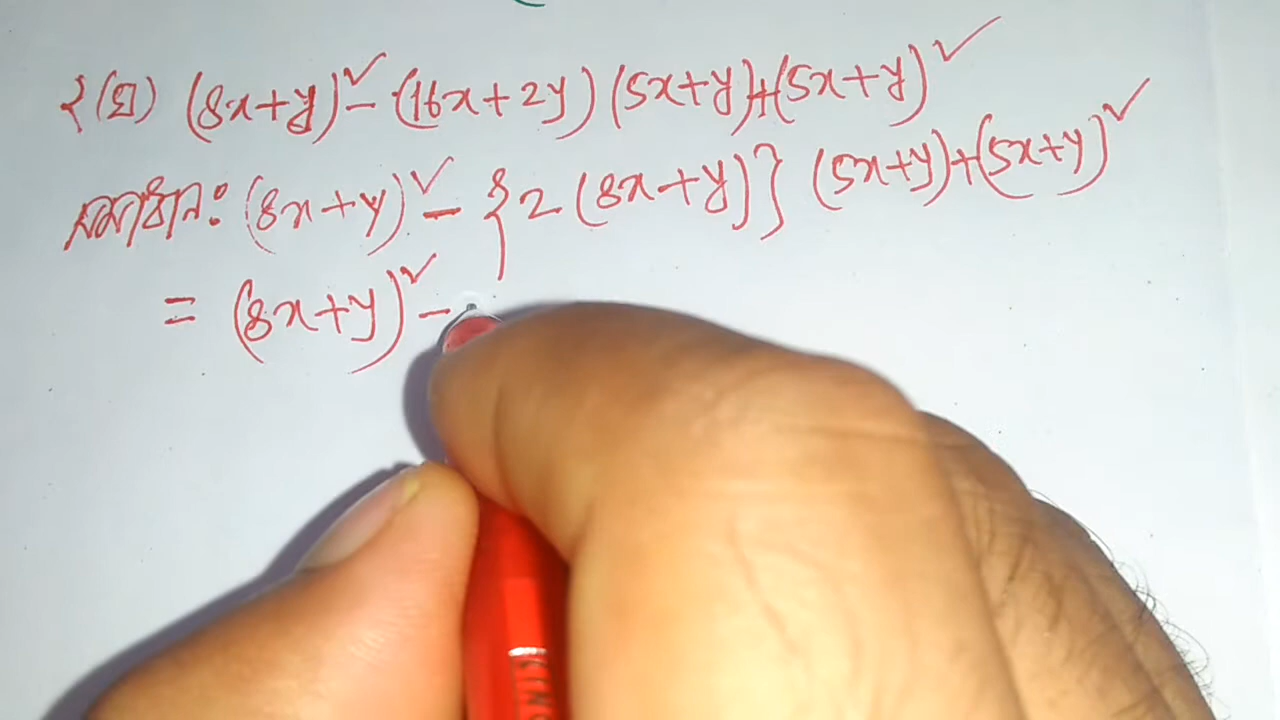 ২(ঘ) (8x+y)² - (16x+2y)(5x+y)+(5x+y)²
সমাধান: (8x+y)² - {2(8x+y)} (5x+y)+(5x+y)²
= (8x+y)² -